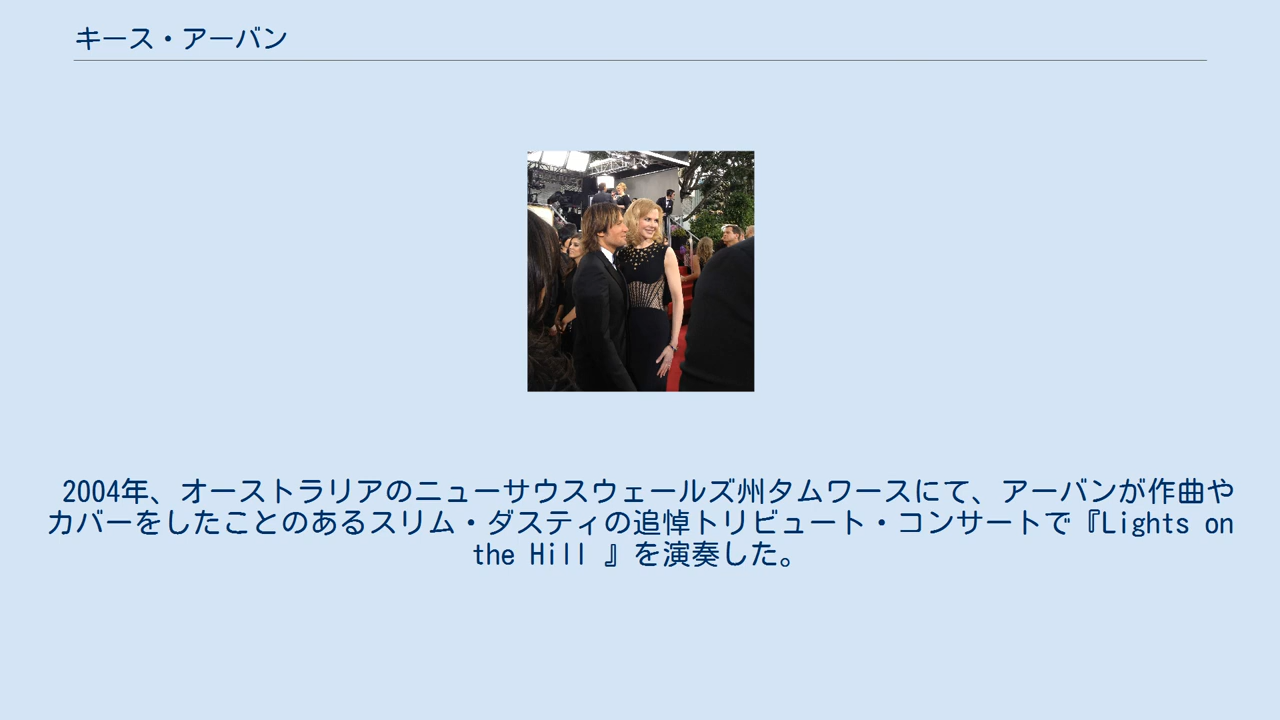 キース・アーバン
2004年、オーストラリアのニューサウスウェールズ州タムワースにて、アーバンが作曲や
カバーをしたことのあるスリム・ダスティの追悼トリビュート・コンサートで『Lights on
the Hill 』を演奏した。